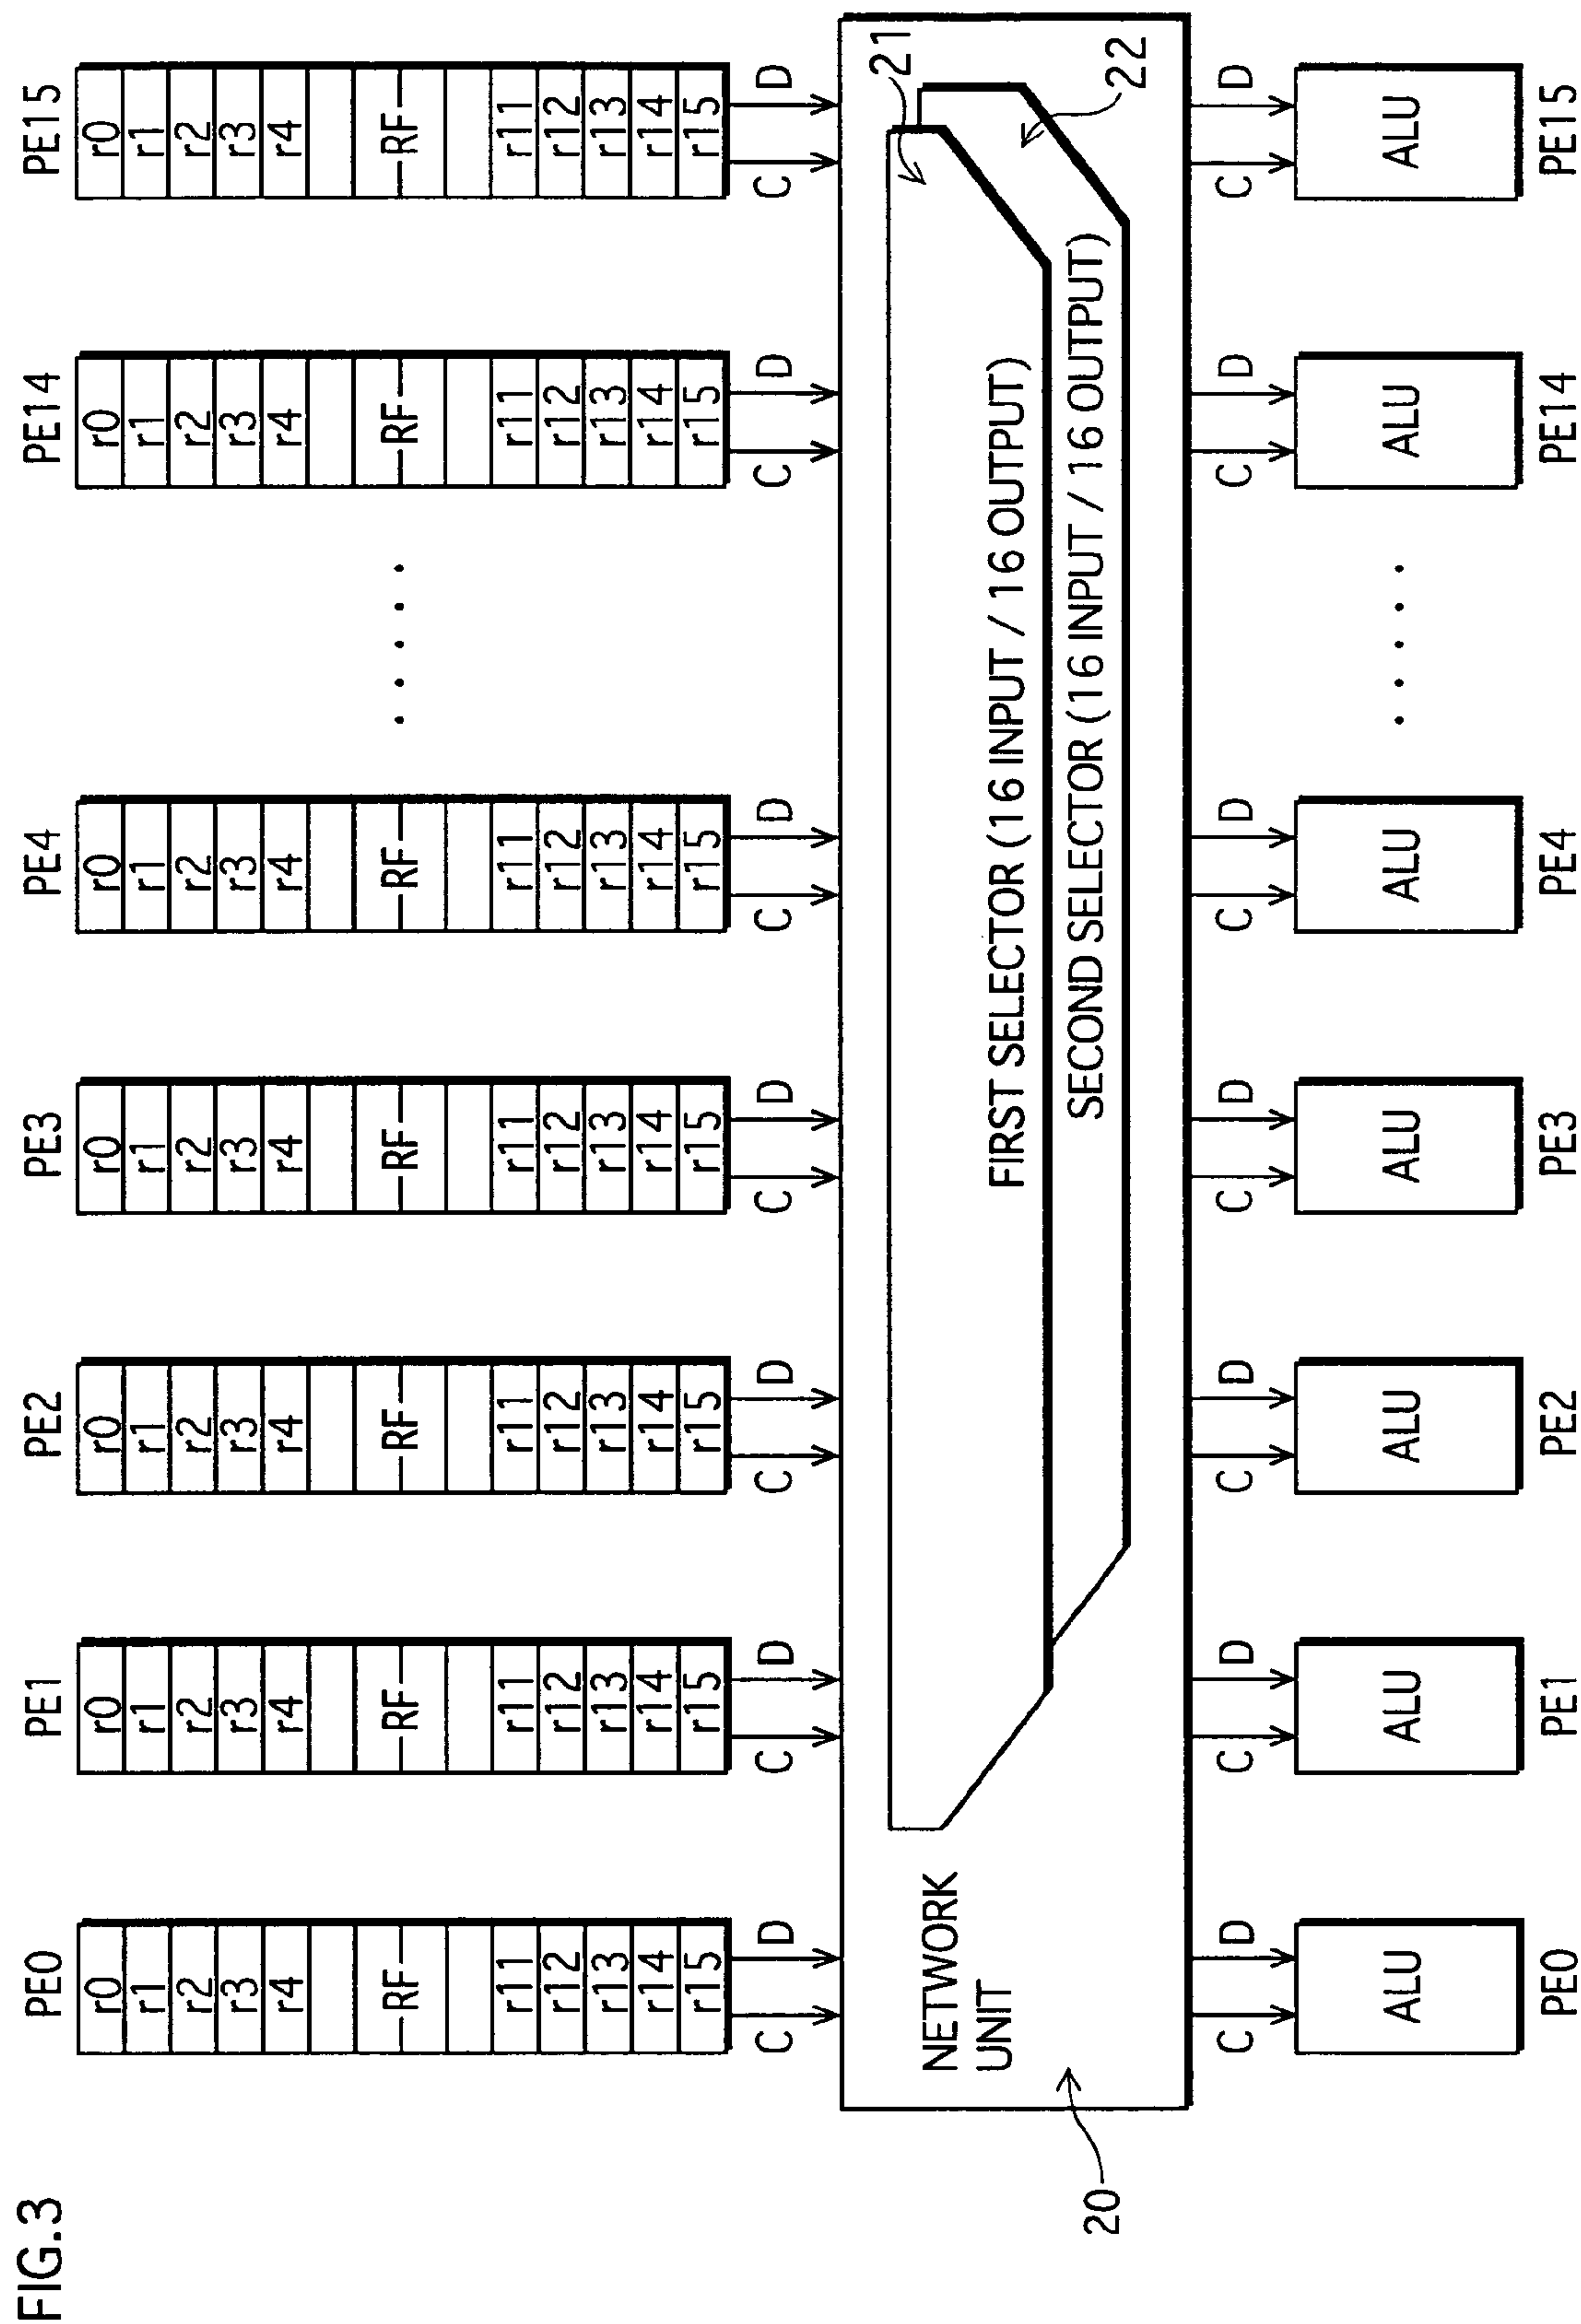 FIG.3
PE0 PE1 PE2 PE3 PE4 PE14 PE15
r0 r0 r0 r0 r0 r0 r0
r1 r1 r1 r1 r1 r1 r1
r2 r2 r2 r2 r2 r2 r2
r3 r3 r3 r3 r3 r3 r3
r4 r4 r4 r4 r4 r4 r4
RF RF RF RF RF . . . . . RF RF
r11 r11 r11 r11 r11 r11 r11
r12 r12 r12 r12 r12 r12 r12
r13 r13 r13 r13 r13 r13 r13
r14 r14 r14 r14 r14 r14 r14
r15 r15 r15 r15 r15 r15 r15
C D C D C D C D C D C D C D
21
NETWORK
UNIT
FIRST SELECTOR (16 INPUT / 16 OUTPUT)
SECOND SELECTOR (16 INPUT / 16 OUTPUT)
22
20
C D C D C D C D C D C D C D
ALU ALU ALU ALU ALU . . . . . ALU ALU
PE0 PE1 PE2 PE3 PE4 PE14 PE15